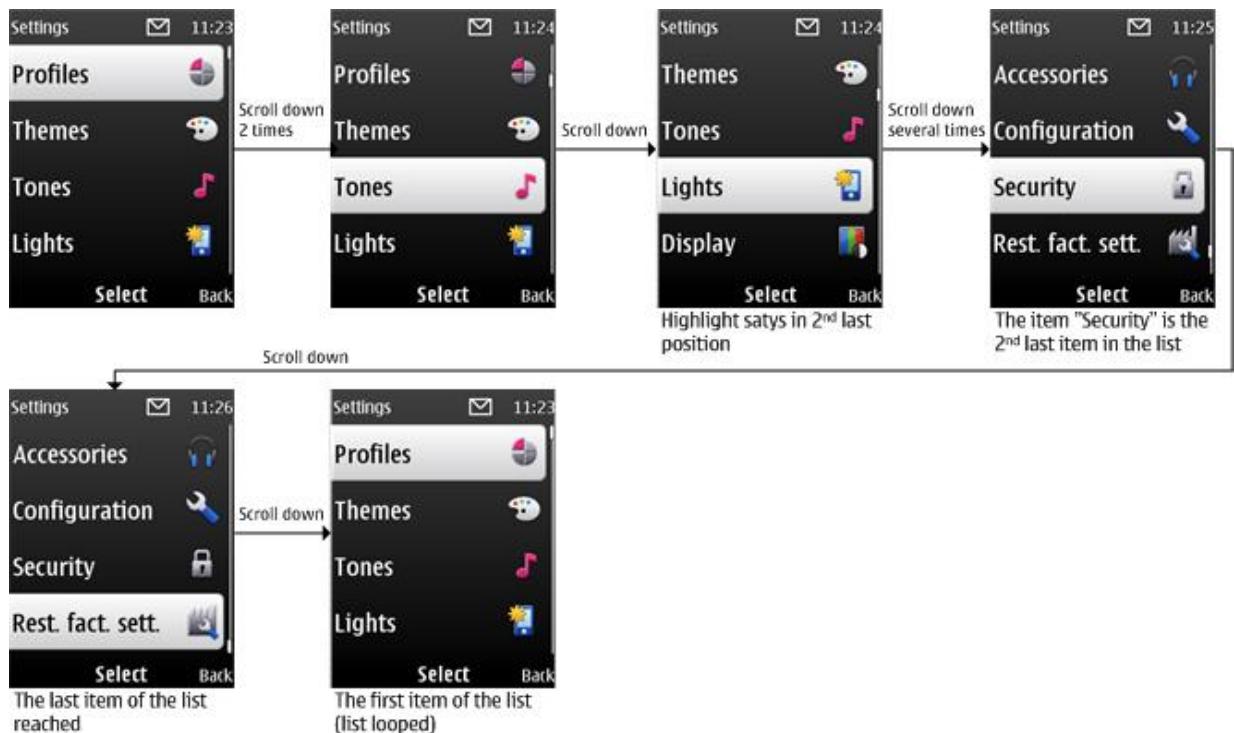 Settings 11:23
Profiles
Themes
Tones
Lights
Select Back
Scroll down
2 times
Settings 11:24
Profiles
Themes
Tones
Lights
Select Back
Scroll down
Settings 11:24
Themes
Tones
Lights
Display
Select Back
Highlight satys in 2nd last
position
Scroll down
several times
Settings 11:25
Accessories
Configuration
Security
Rest. fact. sett.
Select Back
The item "Security" is the
2nd last item in the list
Scroll down
Settings 11:26
Accessories
Configuration
Security
Rest. fact. sett.
Select Back
The last item of the list
reached
Scroll down
Settings 11:23
Profiles
Themes
Tones
Lights
Select Back
The first item of the list
(list looped)